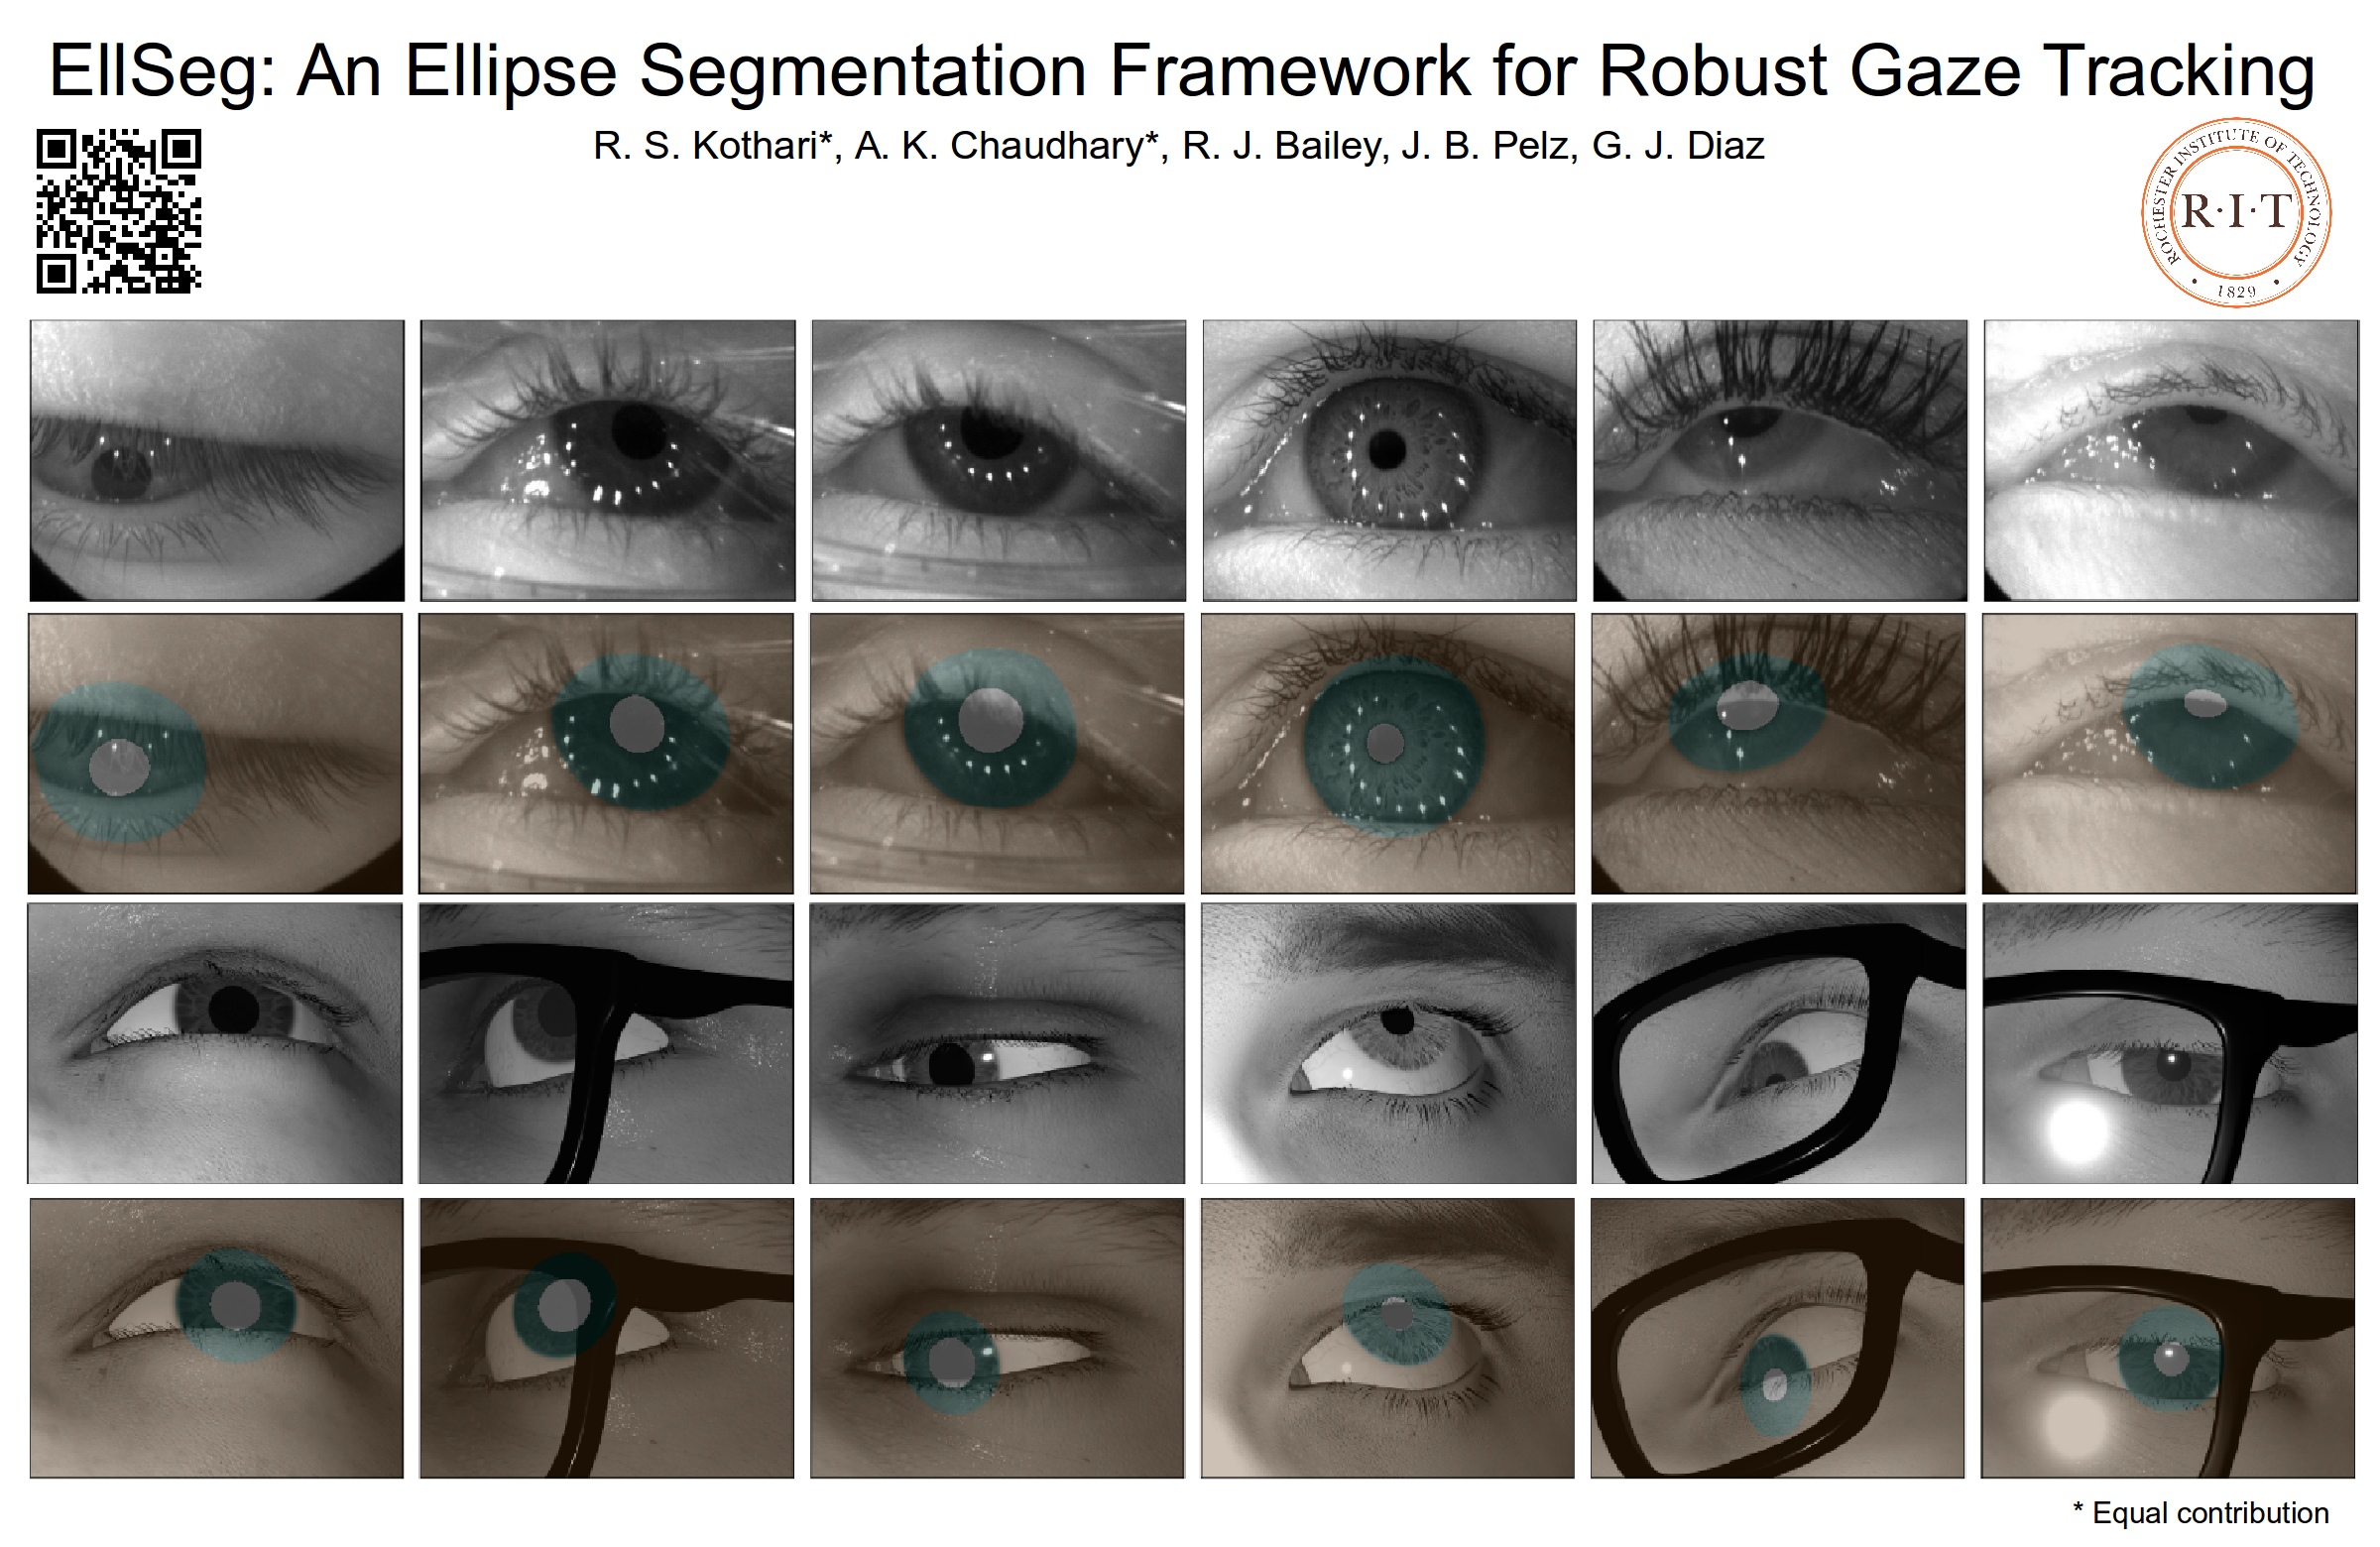 EllSeg: An Ellipse Segmentation Framework for Robust Gaze Tracking
R. S. Kothari*, A. K. Chaudhary*, R. J. Bailey, J. B. Pelz, G. J. Diaz
ROCHESTER INSTITUTE OF TECHNOLOGY
R·I·T
• 1829 •
* Equal contribution